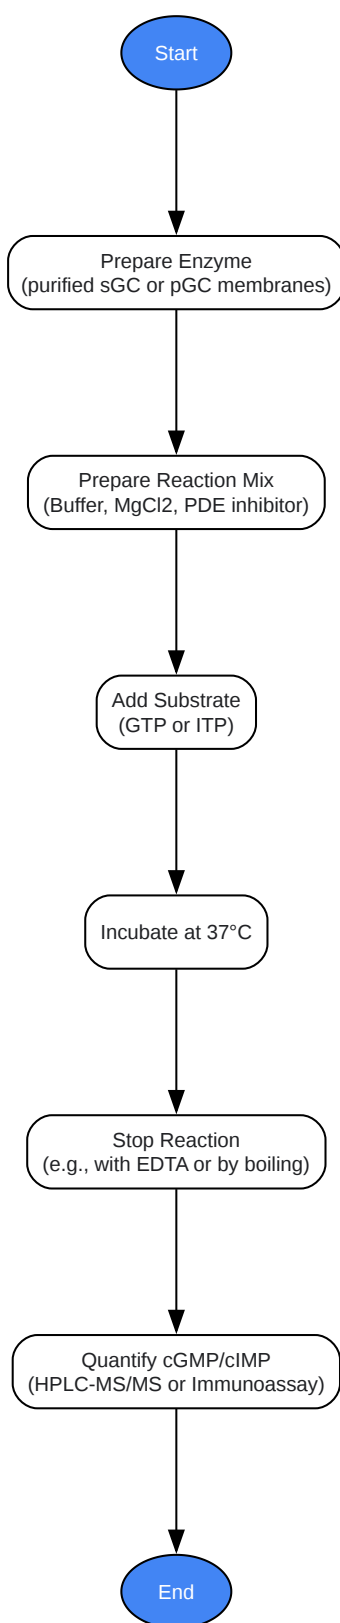 Start
Prepare Enzyme
(purified sGC or pGC membranes)
Prepare Reaction Mix
(Buffer, MgCl2, PDE inhibitor)
Add Substrate
(GTP or ITP)
Incubate at 37°C
Stop Reaction
(e.g., with EDTA or by boiling)
Quantify cGMP/cIMP
(HPLC-MS/MS or Immunoassay)
End